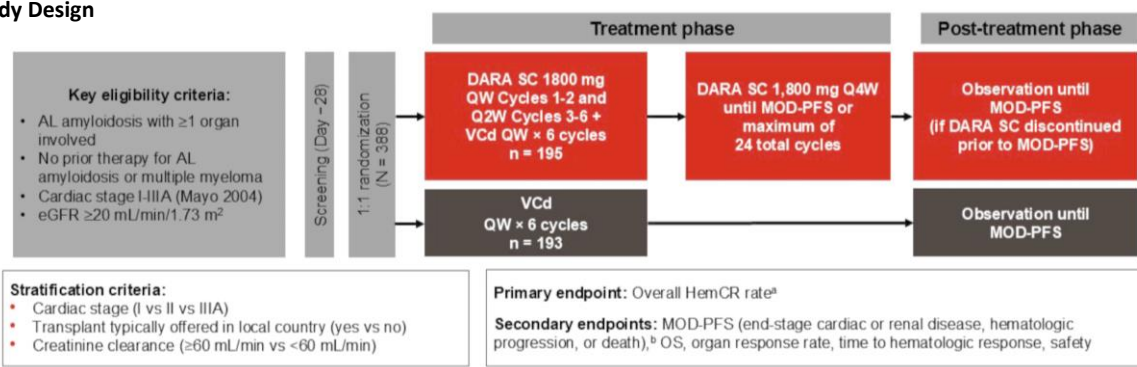 dy Design
Treatment phase
Post-treatment phase
Key eligibility criteria:
• AL amyloidosis with ≥1 organ
involved
• No prior therapy for AL
amyloidosis or multiple myeloma
• Cardiac stage I-IIIA (Mayo 2004)
• eGFR ≥20 mL/min/1.73 m²
Screening (Day −28)
1:1 randomization
(N = 388)
DARA SC 1800 mg
QW Cycles 1-2 and
Q2W Cycles 3-6 +
VCd QW × 6 cycles
n = 195
DARA SC 1,800 mg Q4W
until MOD-PFS or
maximum of
24 total cycles
Observation until
MOD-PFS
(if DARA SC discontinued
prior to MOD-PFS)
VCd
QW × 6 cycles
n = 193
Observation until
MOD-PFS
Stratification criteria:
• Cardiac stage (I vs II vs IIIA)
• Transplant typically offered in local country (yes vs no)
• Creatinine clearance (≥60 mL/min vs <60 mL/min)
Primary endpoint: Overall HemCR rateᵃ
Secondary endpoints: MOD-PFS (end-stage cardiac or renal disease, hematologic
progression, or death),ᵇ OS, organ response rate, time to hematologic response, safety